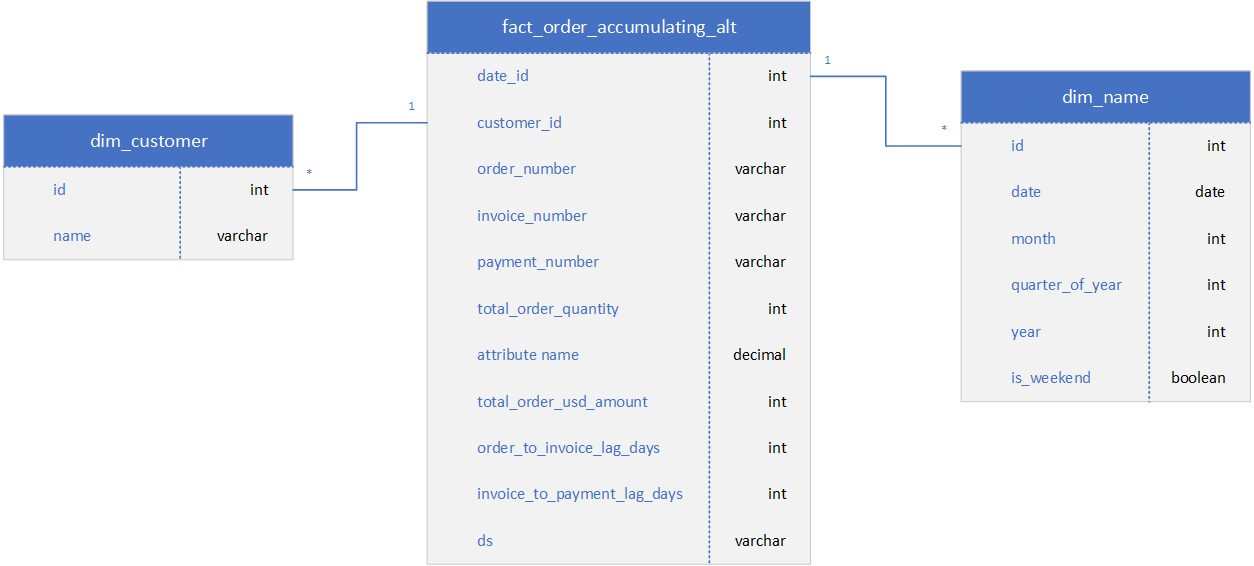 fact_order_accumulating_alt
date_id int
customer_id int
order_number varchar
invoice_number varchar
payment_number varchar
total_order_quantity int
attribute name decimal
total_order_usd_amount int
order_to_invoice_lag_days int
invoice_to_payment_lag_days int
ds varchar
1
*
dim_customer
id int
name varchar
1
*
dim_name
id int
date date
month int
quarter_of_year int
year int
is_weekend boolean